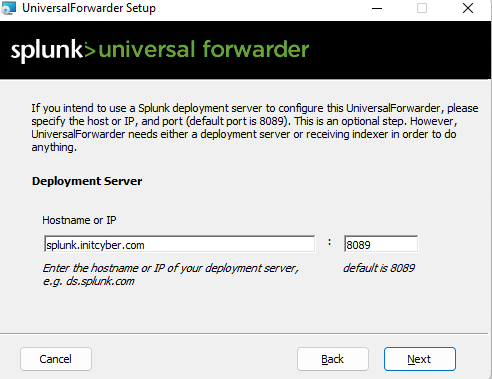 UniversalForwarder Setup
splunk>universal forwarder
If you intend to use a Splunk deployment server to configure this UniversalForwarder, please
specify the host or IP, and port (default port is 8089). This is an optional step. However,
UniversalForwarder needs either a deployment server or receiving indexer in order to do
anything.
Deployment Server
Hostname or IP
splunk.initcyber.com : 8089
Enter the hostname or IP of your deployment server, default is 8089
e.g. ds.splunk.com
Cancel Back Next